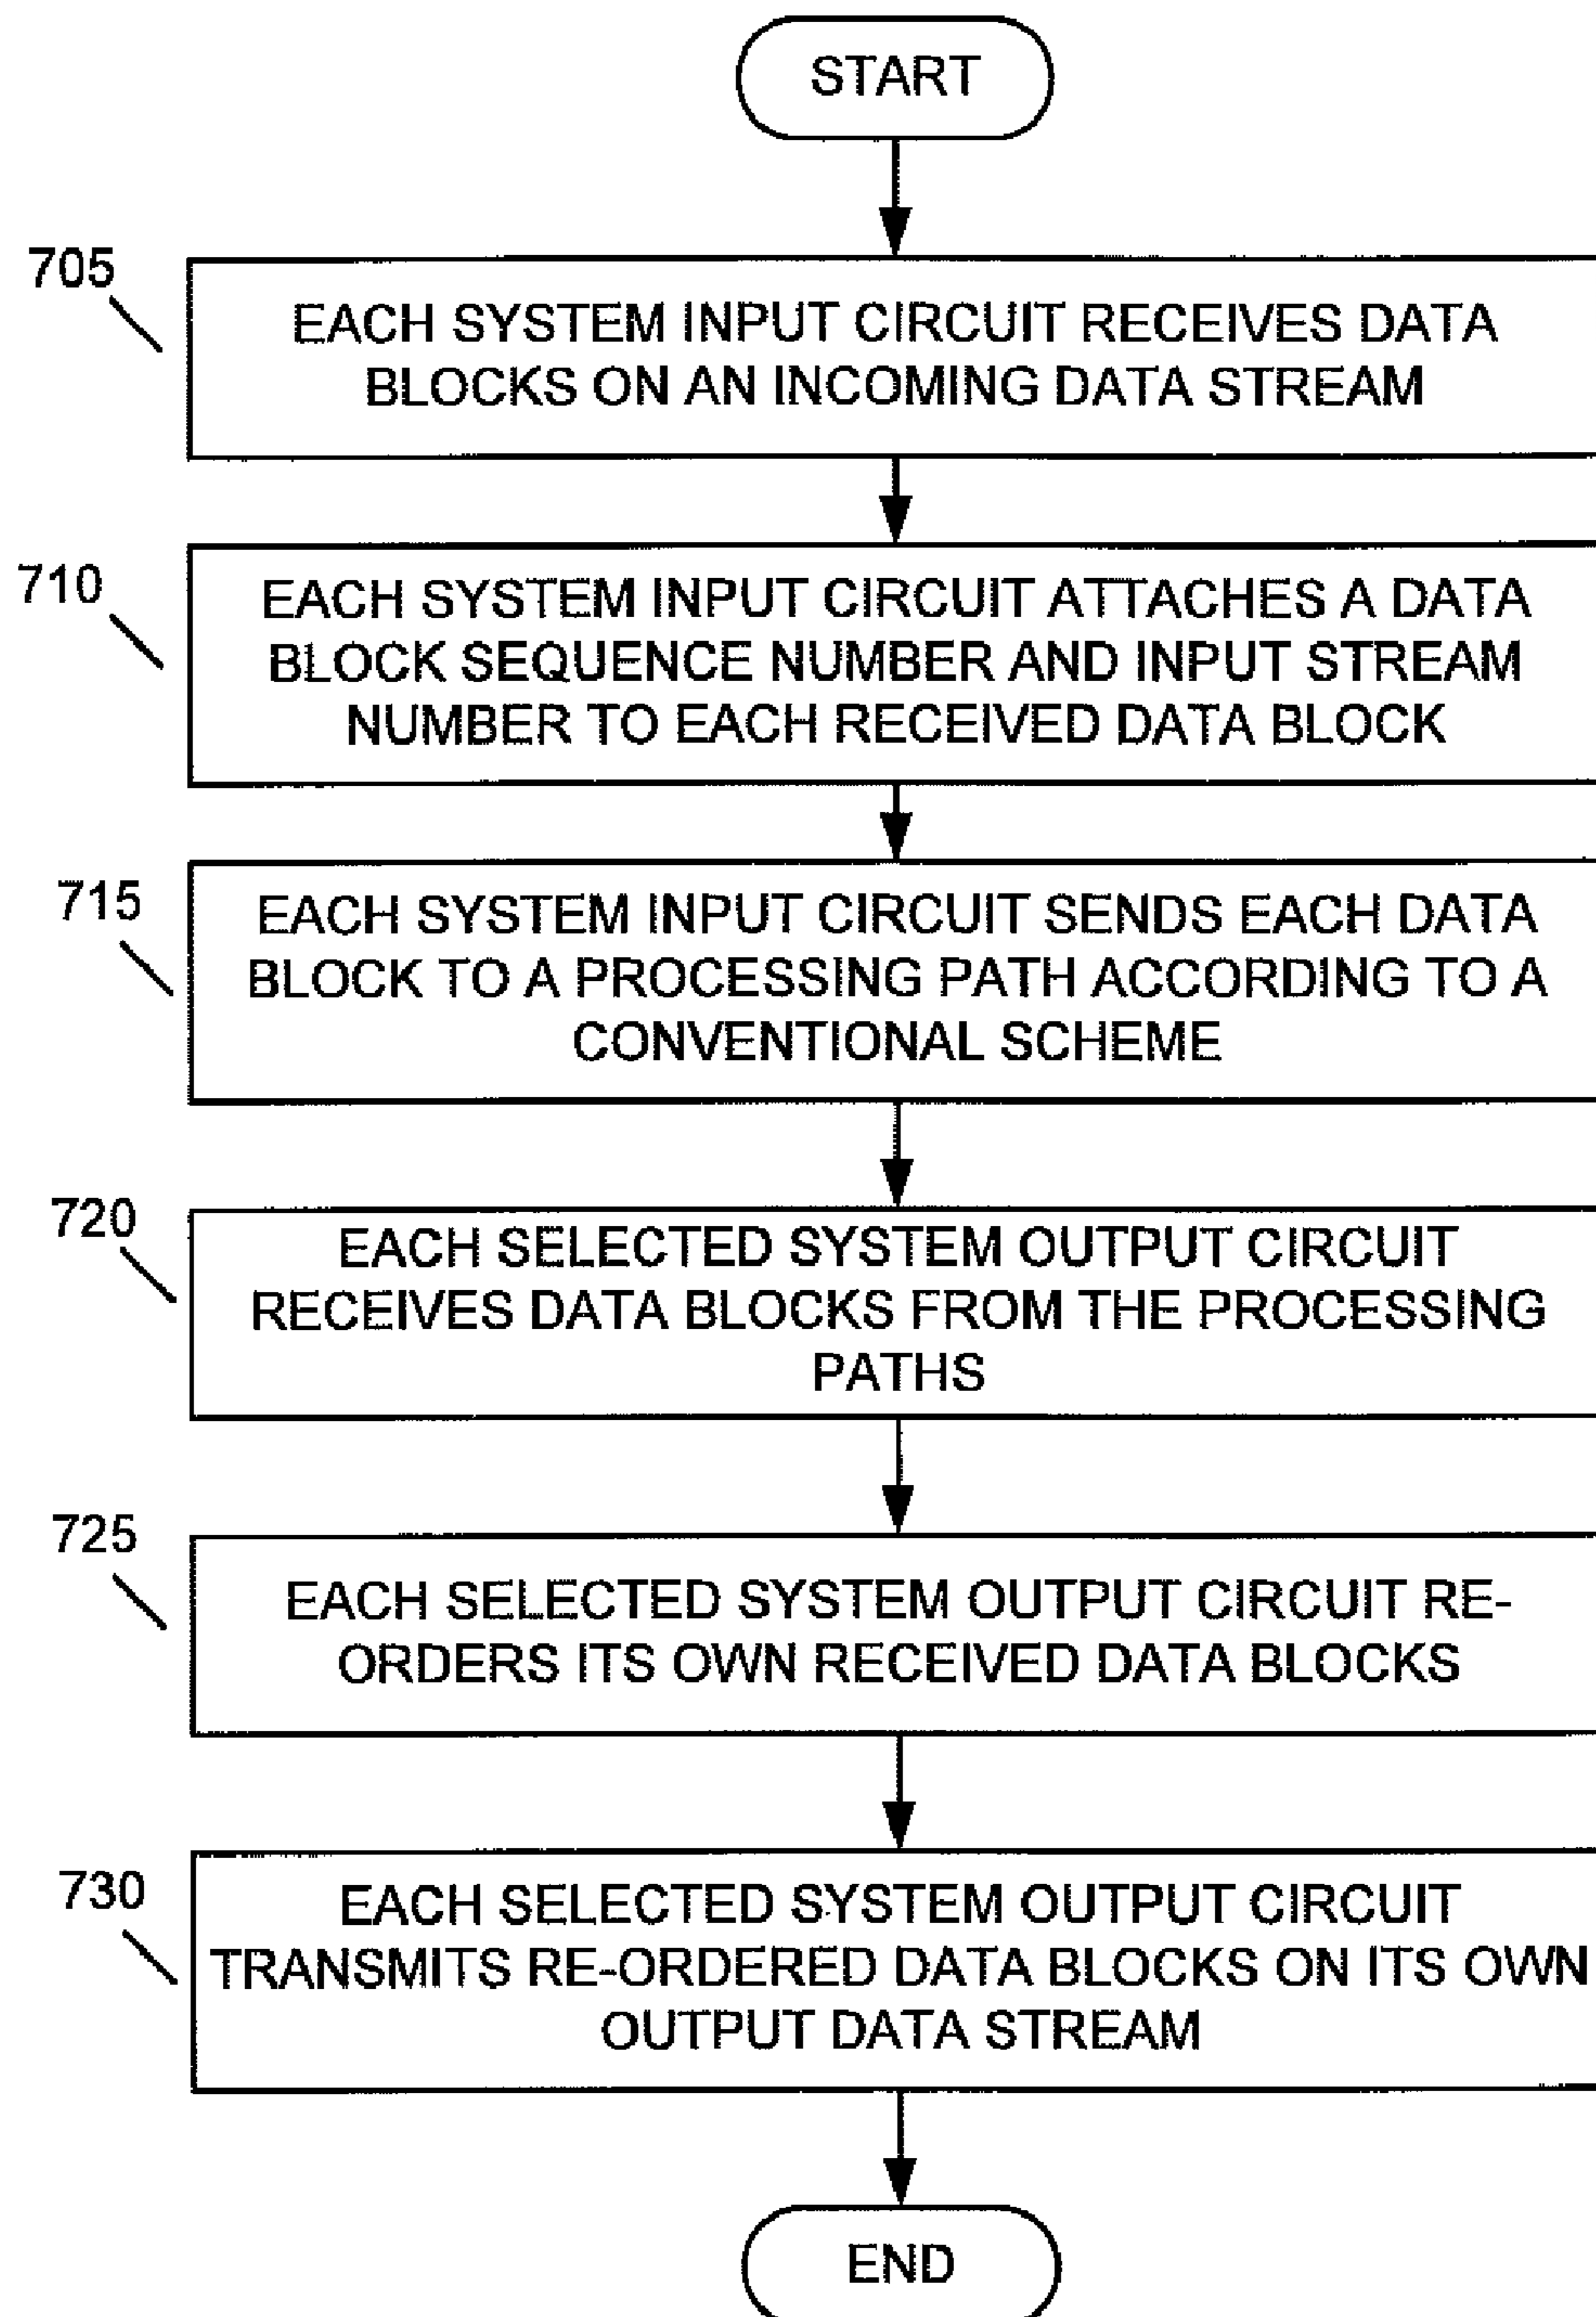 START
705
EACH SYSTEM INPUT CIRCUIT RECEIVES DATA
BLOCKS ON AN INCOMING DATA STREAM
710
EACH SYSTEM INPUT CIRCUIT ATTACHES A DATA
BLOCK SEQUENCE NUMBER AND INPUT STREAM
NUMBER TO EACH RECEIVED DATA BLOCK
715
EACH SYSTEM INPUT CIRCUIT SENDS EACH DATA
BLOCK TO A PROCESSING PATH ACCORDING TO A
CONVENTIONAL SCHEME
720
EACH SELECTED SYSTEM OUTPUT CIRCUIT
RECEIVES DATA BLOCKS FROM THE PROCESSING
PATHS
725
EACH SELECTED SYSTEM OUTPUT CIRCUIT RE-
ORDERS ITS OWN RECEIVED DATA BLOCKS
730
EACH SELECTED SYSTEM OUTPUT CIRCUIT
TRANSMITS RE-ORDERED DATA BLOCKS ON ITS OWN
OUTPUT DATA STREAM
END